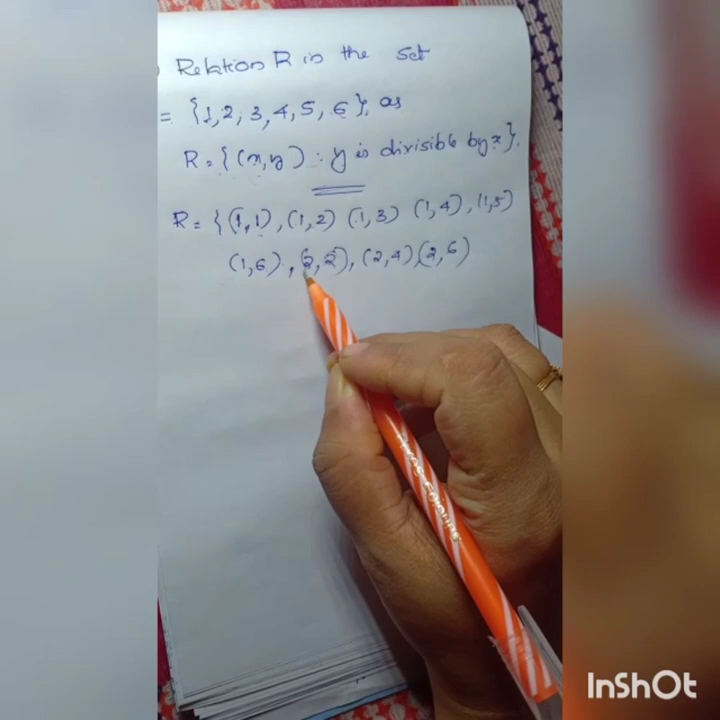 Relation R in the set
= {1,2,3,4,5,6}, as
R = {(x,y) : y is divisible by x}.
R = {(1,1),(1,2) (1,3) (1,4),(1,5)
(1,6),(2,2),(2,4)(2,6)
InShOt